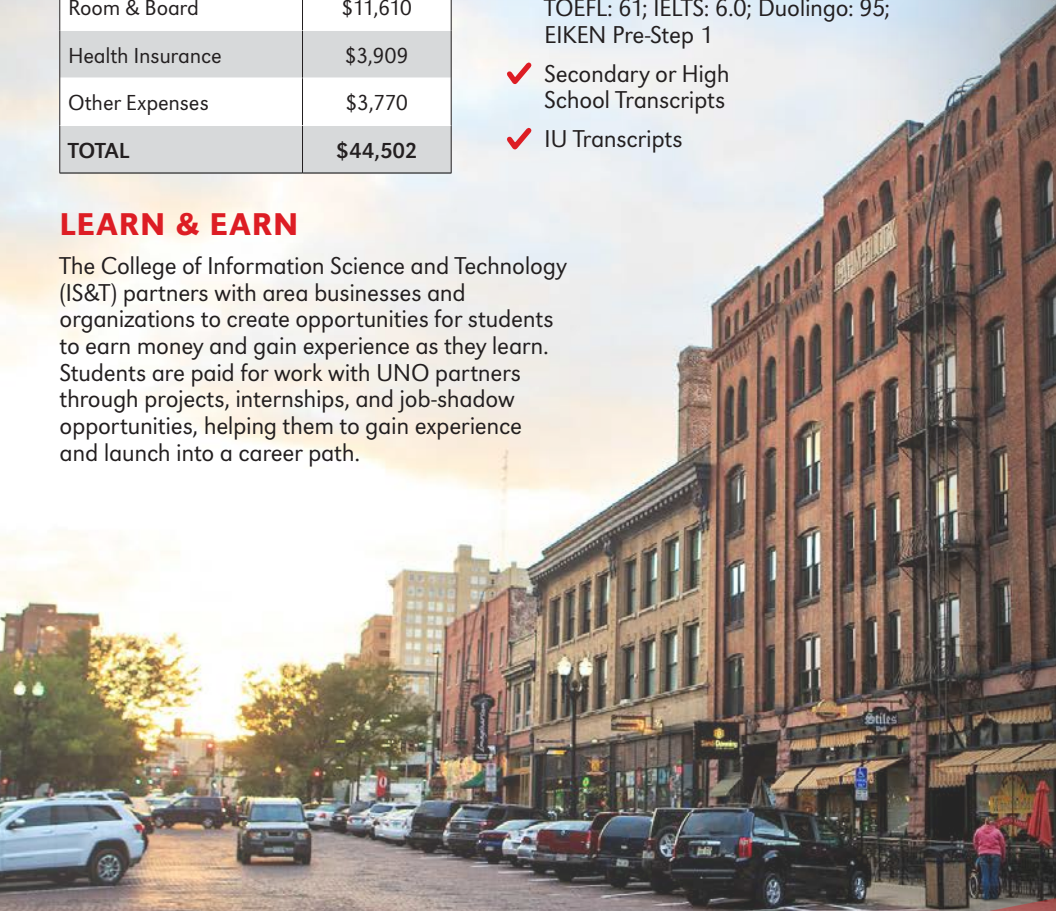 Room & Board $11,610
Health Insurance $3,909
Other Expenses $3,770
TOTAL $44,502
TOEFL: 61; IELTS: 6.0; Duolingo: 95;
EIKEN Pre-Step 1
Secondary or High
School Transcripts
IU Transcripts
LEARN & EARN
The College of Information Science and Technology
(IS&T) partners with area businesses and
organizations to create opportunities for students
to earn money and gain experience as they learn.
Students are paid for work with UNO partners
through projects, internships, and job-shadow
opportunities, helping them to gain experience
and launch into a career path.
Stiles
Pub